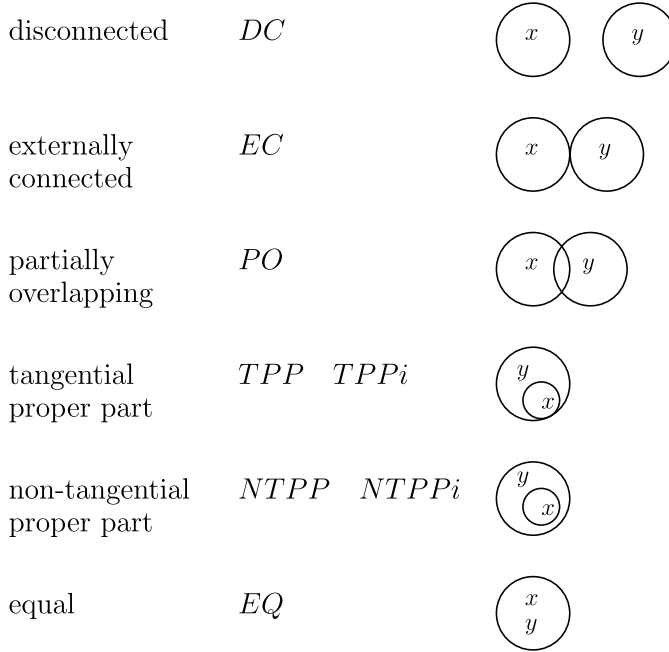 disconnected DC x y
externally EC x y
connected
partially PO x y
overlapping
tangential TPP TPPi y
proper part x
non-tangential NTPP NTPPi y
proper part x
equal EQ x
y